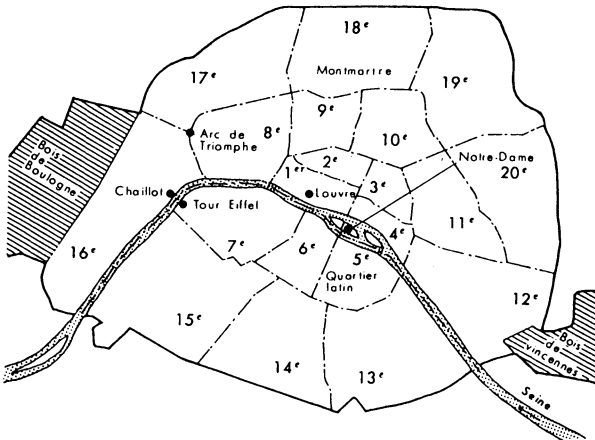 18e
17e
Montmartre
19e
9e
Arc de
Triomphe
8e
10e
Bois
de
Boulogne
1er
2e
Notre-Dame
20e
3e
Chaillot
Louvre
Tour Eiffel
11e
4e
16e
7e
6e
5e
Quartier
latin
12e
15e
Bois
de
vincennes
14e
13e
Seine